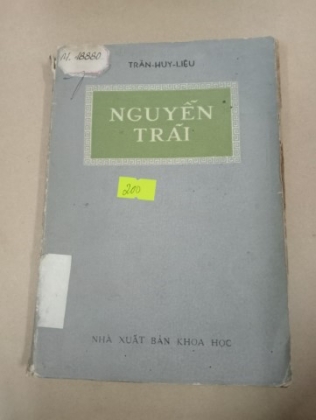 TRẦN-HUY-LIỆU
NGUYỄN
TRÃI
200
NHÀ XUẤT BẢN KHOA HỌC